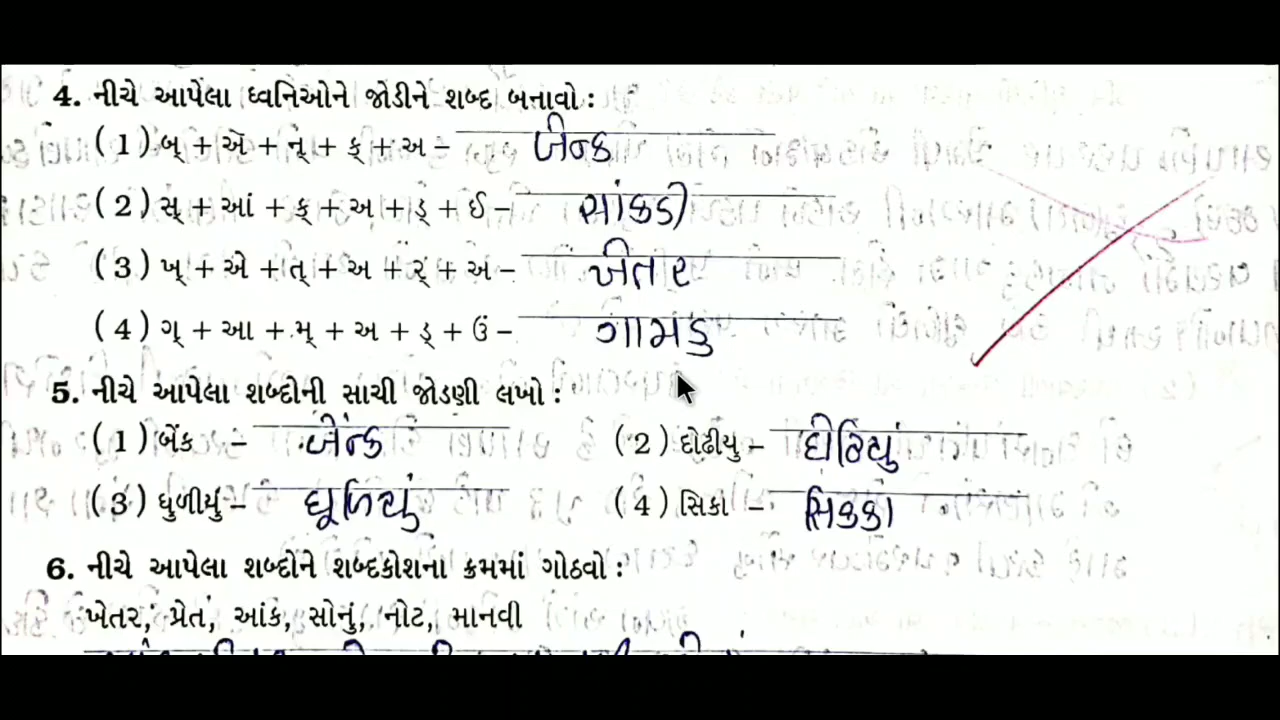 4. નીચે આપેલા ધ્વનિઓને જોડીને શબ્દ બનાવો :
(1) બ્ + ઍ + ન્ + ક્ + અ – બેન્ક
(2) સ્ + આં + ક્ + અ + ડ્ + ઈ – સાંકડી
(3) ખ્ + એ + ત્ + અ + ર્ + અ – ખેતર
(4) ગ્ + આ + મ્ + અ + ડ્ + ઉં – ગામડુ
5. નીચે આપેલા શબ્દોની સાચી જોડણી લખો :
(1) બેંક – બેન્ક (2) દોઢીયુ –
(3) ધુળીયુ – ધૂળિયું (4) સિકો – સિક્કો
6. નીચે આપેલા શબ્દોને શબ્દકોશના ક્રમમાં ગોઠવો :
ખેતર, પ્રેત, આંક, સોનું, નોટ, માનવી